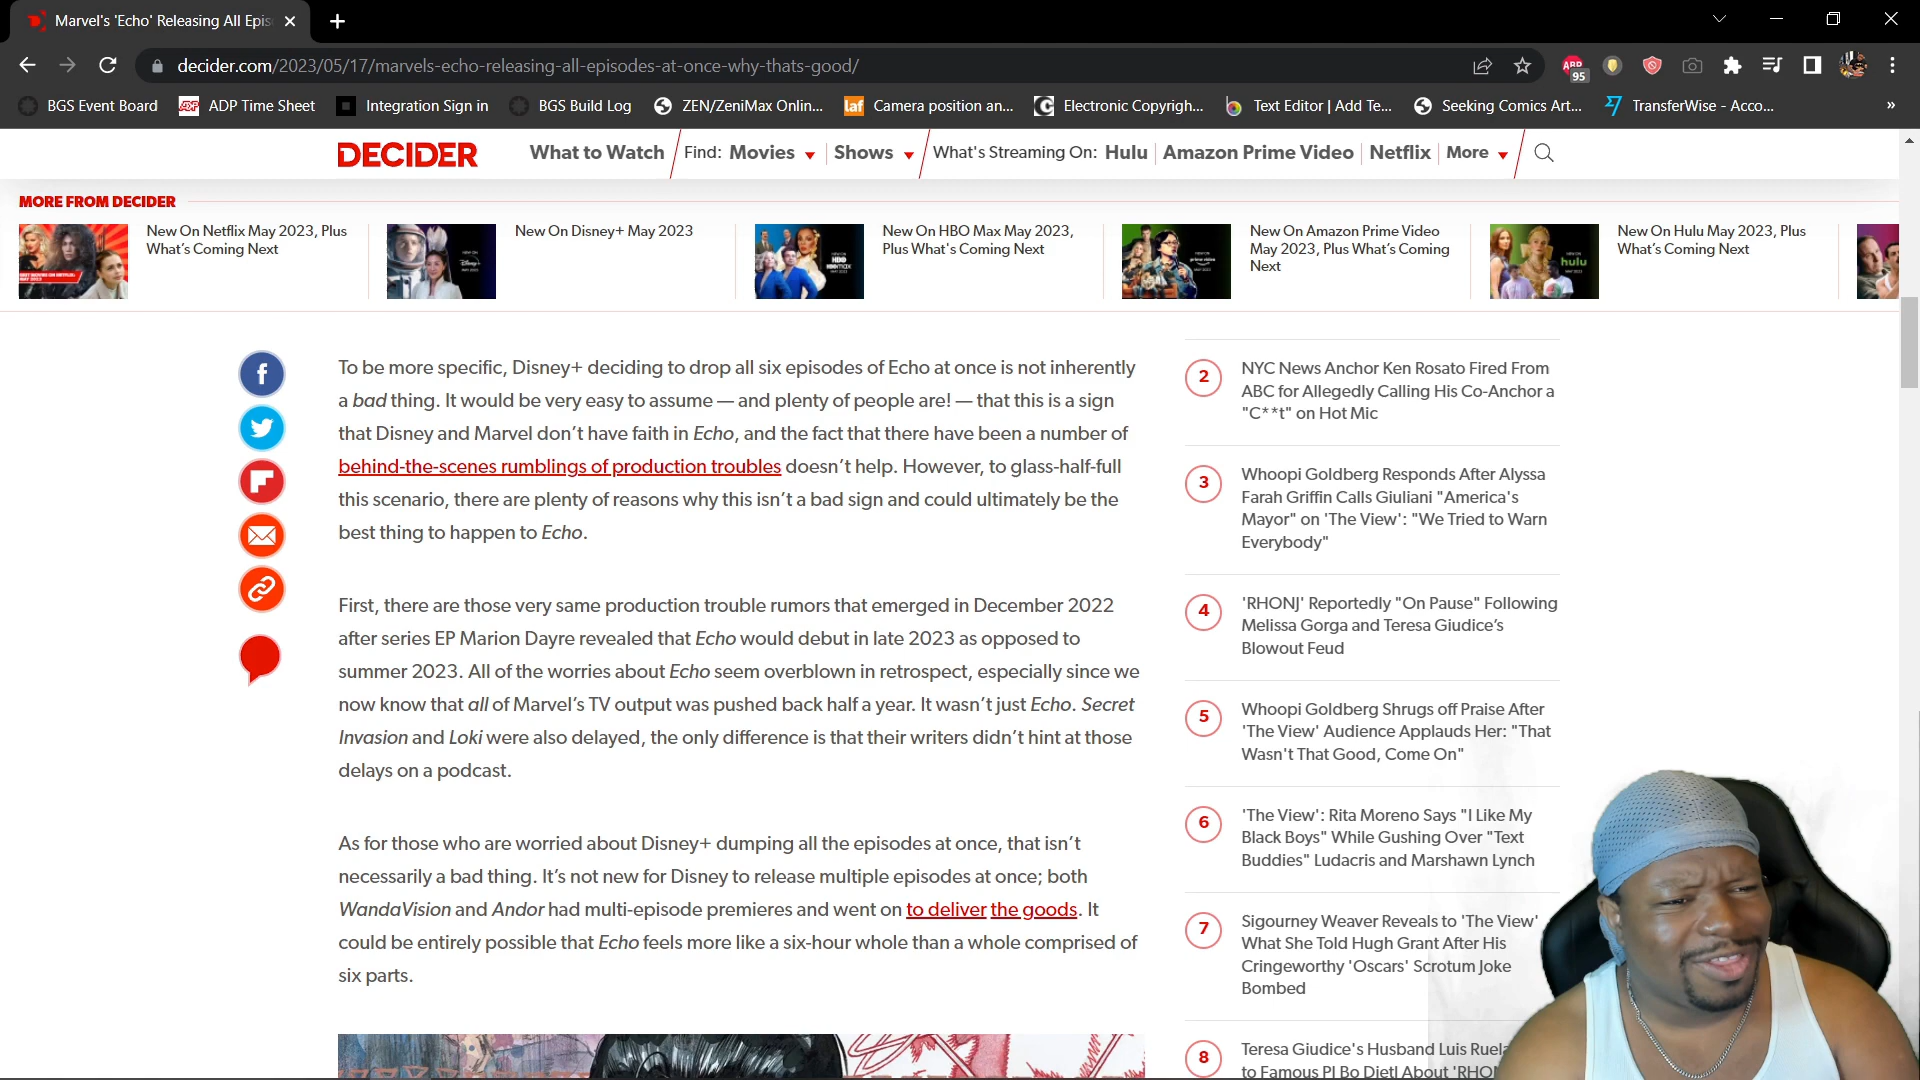 Marvel's 'Echo' Releasing All Epis
decider.com/2023/05/17/marvels-echo-releasing-all-episodes-at-once-why-thats-good/
ABP
95
BGS Event Board
ADP Time Sheet
Integration Sign in
BGS Build Log
ZEN/ZeniMax Onlin...
laf
Camera position an...
Electronic Copyrigh...
Text Editor | Add Te...
Seeking Comics Art...
TransferWise - Acco...
»
DECIDER
What to Watch
Find: Movies
Shows
What's Streaming On: Hulu
Amazon Prime Video
Netflix
More
MORE FROM DECIDER
New On Netflix May 2023, Plus
What's Coming Next
New On Disney+ May 2023
New On HBO Max May 2023,
Plus What's Coming Next
New On Amazon Prime Video
May 2023, Plus What's Coming
Next
hulu
New On Hulu May 2023, Plus
What's Coming Next
To be more specific, Disney+ deciding to drop all six episodes of Echo at once is not inherently
a bad thing. It would be very easy to assume — and plenty of people are! — that this is a sign
that Disney and Marvel don't have faith in Echo, and the fact that there have been a number of
behind-the-scenes rumblings of production troubles doesn't help. However, to glass-half-full
this scenario, there are plenty of reasons why this isn't a bad sign and could ultimately be the
best thing to happen to Echo.
First, there are those very same production trouble rumors that emerged in December 2022
after series EP Marion Dayre revealed that Echo would debut in late 2023 as opposed to
summer 2023. All of the worries about Echo seem overblown in retrospect, especially since we
now know that all of Marvel's TV output was pushed back half a year. It wasn't just Echo. Secret
Invasion and Loki were also delayed, the only difference is that their writers didn't hint at those
delays on a podcast.
As for those who are worried about Disney+ dumping all the episodes at once, that isn't
necessarily a bad thing. It's not new for Disney to release multiple episodes at once; both
WandaVision and Andor had multi-episode premieres and went on to deliver the goods. It
could be entirely possible that Echo feels more like a six-hour whole than a whole comprised of
six parts.
2
NYC News Anchor Ken Rosato Fired From
ABC for Allegedly Calling His Co-Anchor a
"C**t" on Hot Mic
3
Whoopi Goldberg Responds After Alyssa
Farah Griffin Calls Giuliani "America's
Mayor" on 'The View': "We Tried to Warn
Everybody"
4
'RHONJ' Reportedly "On Pause" Following
Melissa Gorga and Teresa Giudice's
Blowout Feud
5
Whoopi Goldberg Shrugs off Praise After
'The View' Audience Applauds Her: "That
Wasn't That Good, Come On"
6
'The View': Rita Moreno Says "I Like My
Black Boys" While Gushing Over "Text
Buddies" Ludacris and Marshawn Lynch
7
Sigourney Weaver Reveals to 'The View'
What She Told Hugh Grant After His
Cringeworthy 'Oscars' Scrotum Joke
Bombed
8
Teresa Giudice's Husband Luis Ruela
to Famous PI Bo Dietl About 'RHON